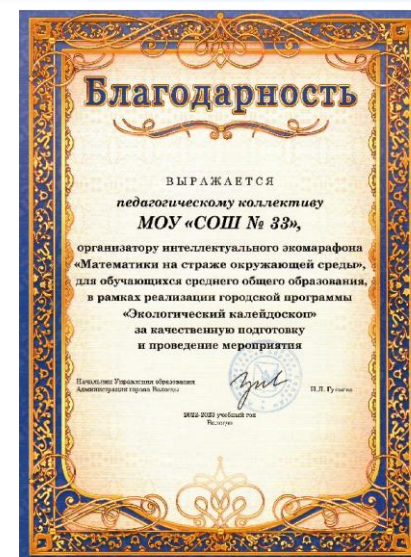 Благодарность
ВЫРАЖАЕТСЯ
педагогическому коллективу
МОУ «СОШ № 33»,
организатору интеллектуального экомарафона
«Математики на страже окружающей среды»,
для обучающихся среднего общего образования,
в рамках реализации городской программы
«Экологический калейдоскоп»
за качественную подготовку
и проведение мероприятия
Начальник Управления образования
Администрации города Вологды
2022-2023 учебный год
Вологда